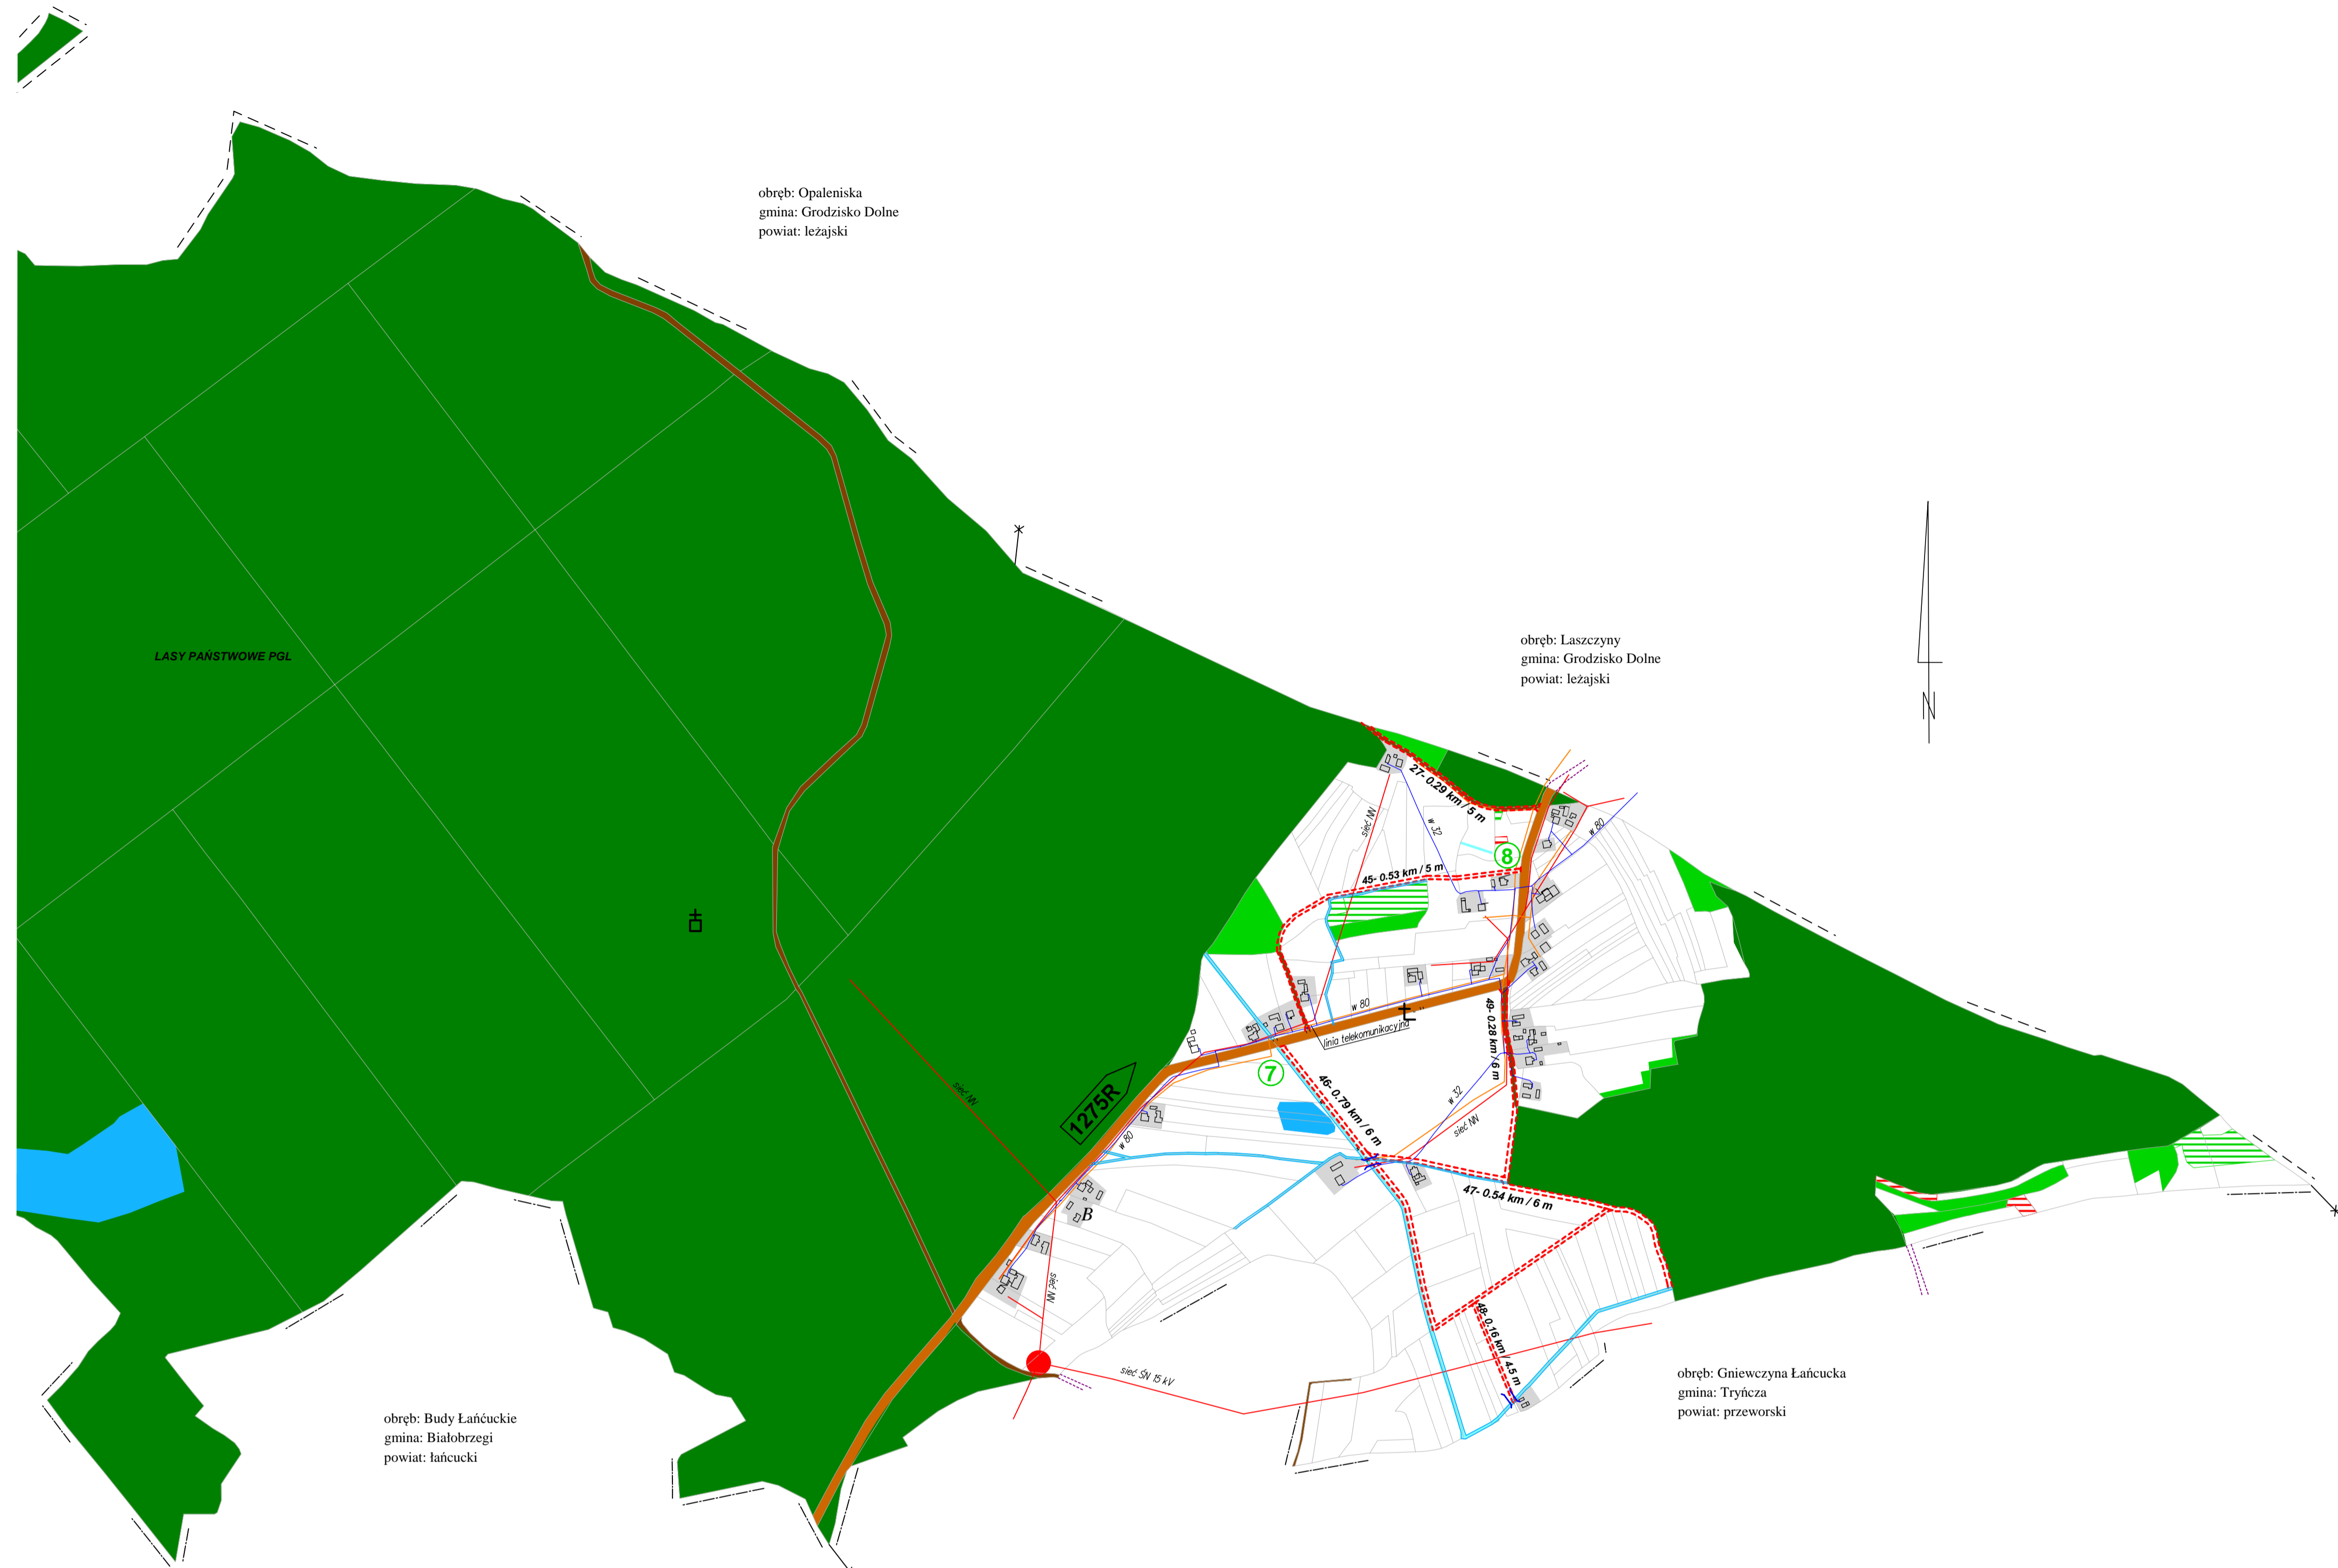 obręb: Opaleniska
gmina: Grodzisko Dolne
powiat: leżajski
obręb: Laszczyny
gmina: Grodzisko Dolne
powiat: leżajski
LASY PAŃSTWOWE PGL
27- 0.29 km / 5 m
sieć NN
w 32
w 80
8
45- 0.53 km / 5 m
w 80
linia telekomunikacyjna
49- 0.28 km / 6 m
7
46- 0.79 km / 6 m
w 32
sieć NN
sieć NN
1275R
w 80
47- 0.54 km / 6 m
B
sieć NN
48- 0.16 km / 4.5 m
sieć ŚN 15 kV
obręb: Gniewczyna Łańcucka
gmina: Tryńcza
powiat: przeworski
obręb: Budy Łańćuckie
gmina: Białobrzegi
powiat: łańcucki
N